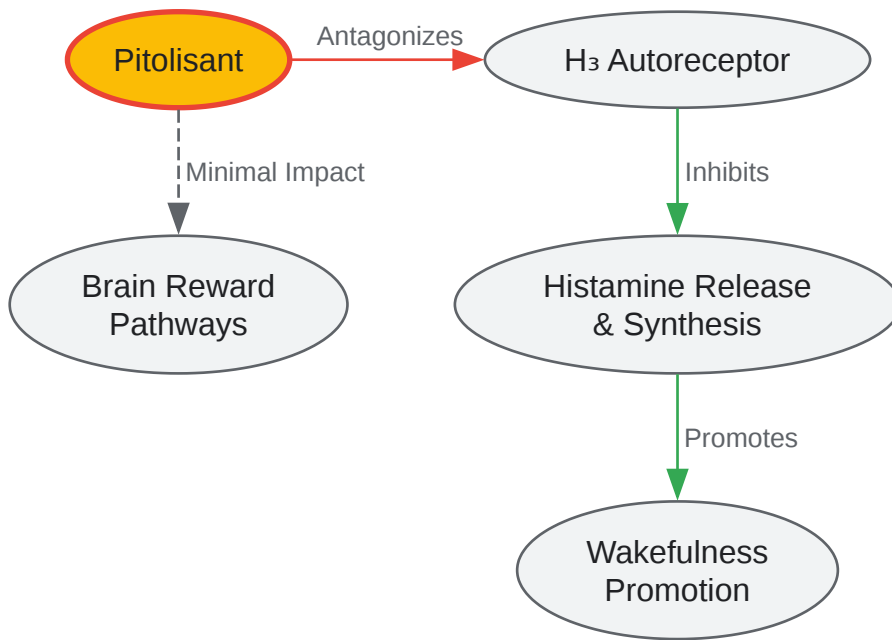 Pitolisant
Antagonizes
H₃ Autoreceptor
Minimal Impact
Inhibits
Brain Reward
Pathways
Histamine Release
& Synthesis
Promotes
Wakefulness
Promotion